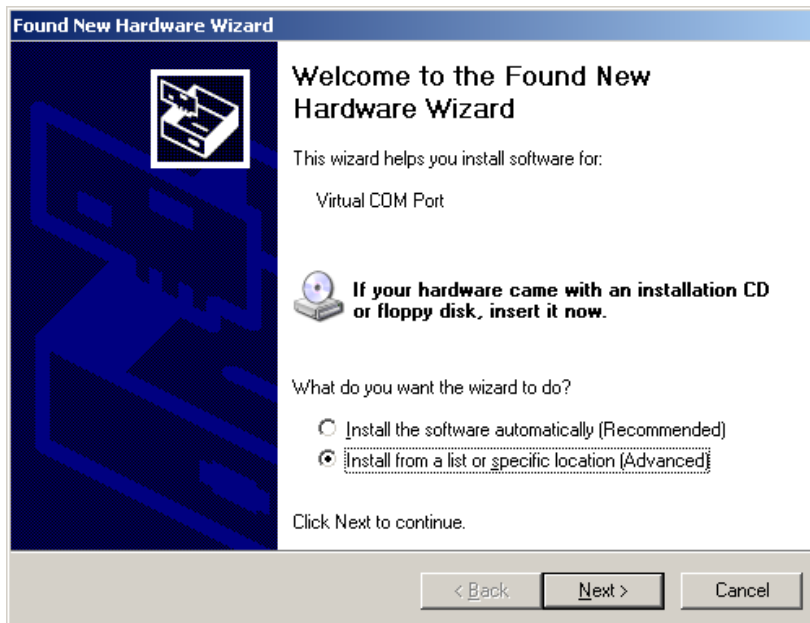 Found New Hardware Wizard
Welcome to the Found New
Hardware Wizard
This wizard helps you install software for:
Virtual COM Port
If your hardware came with an installation CD
or floppy disk, insert it now.
What do you want the wizard to do?
Install the software automatically (Recommended)
Install from a list or specific location (Advanced)
Click Next to continue.
< Back
Next >
Cancel